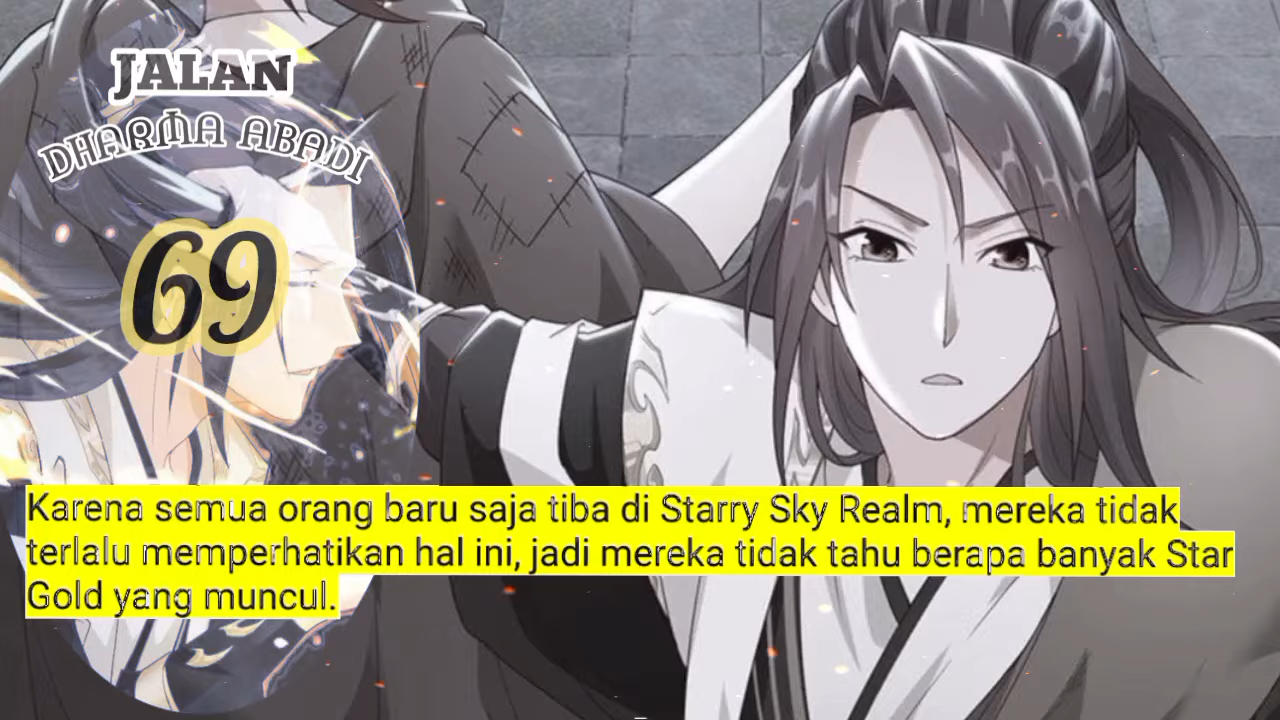 JALAN
DHARMA ABADI
69
Karena semua orang baru saja tiba di Starry Sky Realm, mereka tidak
terlalu memperhatikan hal ini, jadi mereka tidak tahu berapa banyak Star
Gold yang muncul.